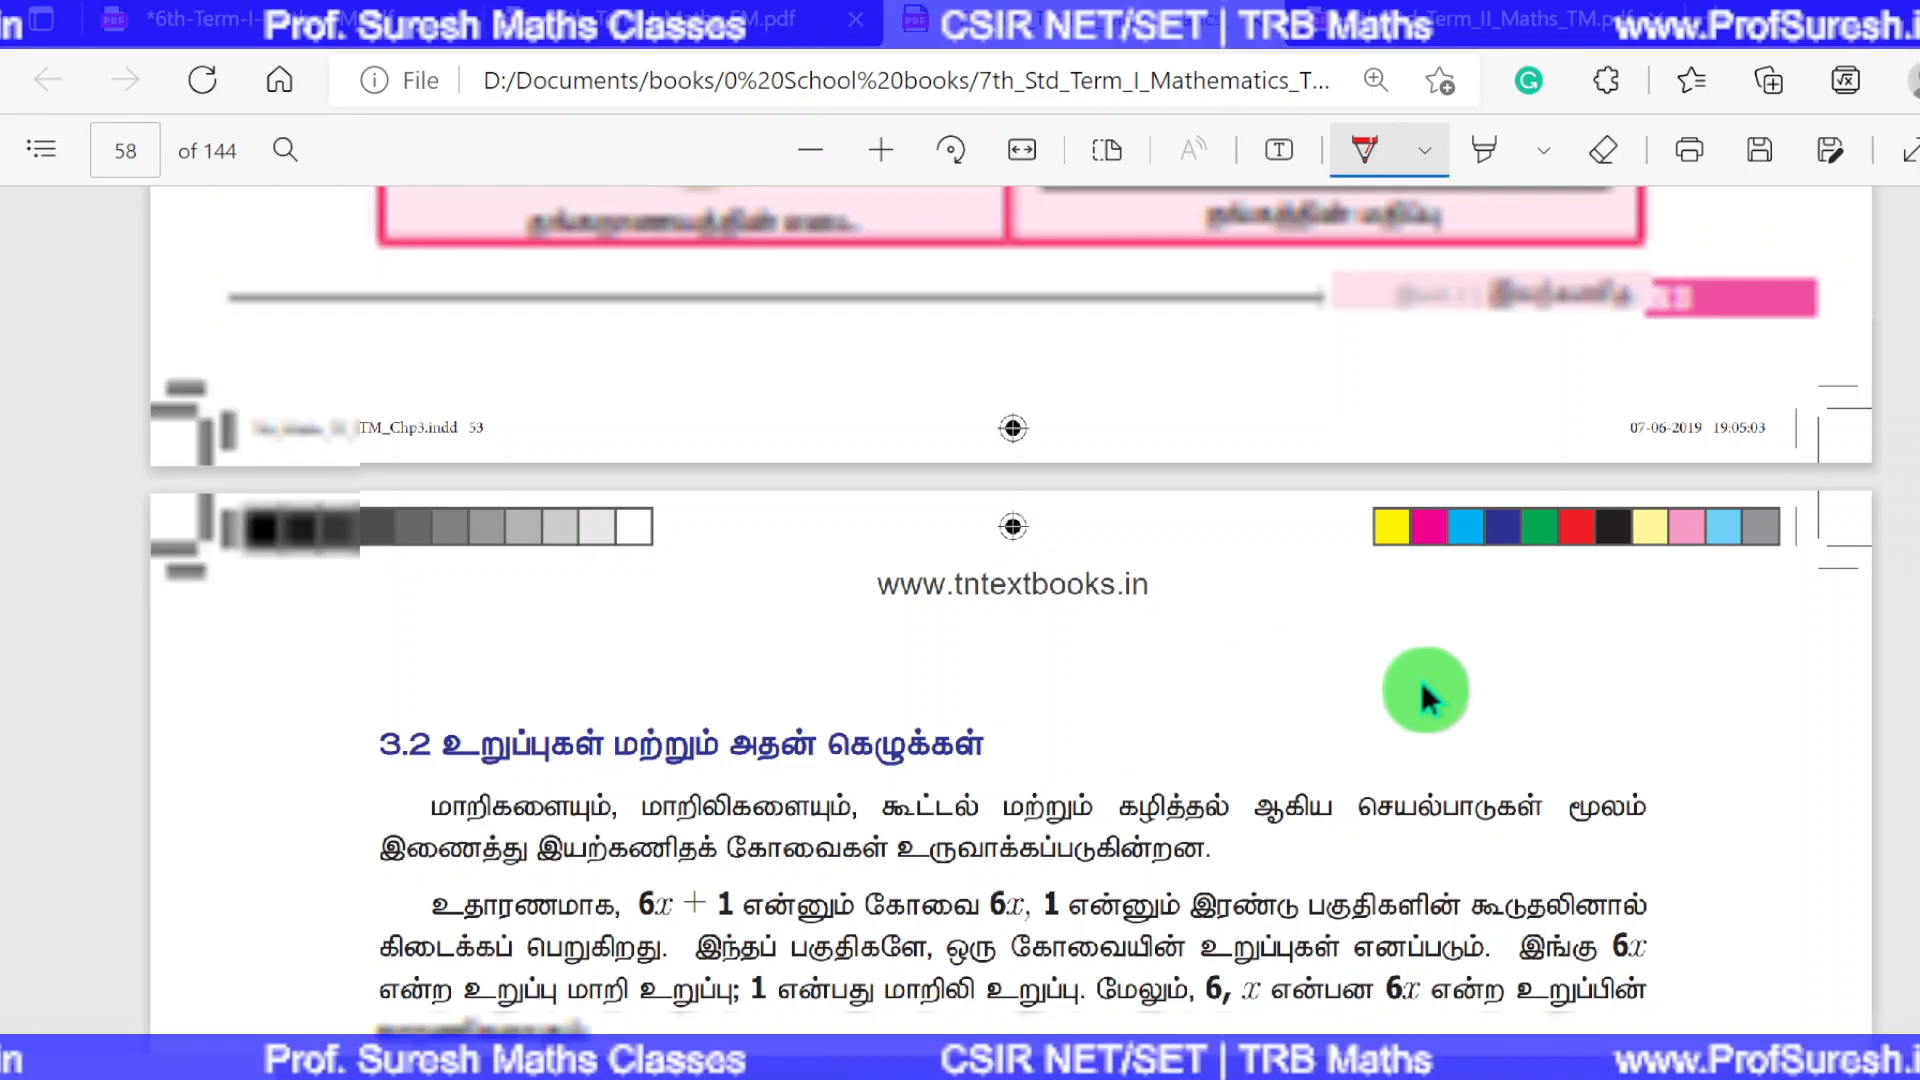 in Prof. Suresh Maths Classes CSIR NET/SET | TRB Maths www.ProfSuresh.i
File D:/Documents/books/0%20School%20books/7th_Std_Term_I_Mathematics_T...
58 of 144
TM_Chp3.indd 53 07-06-2019 19:05:03
www.tntextbooks.in
3.2 உறுப்புகள் மற்றும் அதன் கெழுக்கள்
மாறிகளையும், மாறிலிகளையும், கூட்டல் மற்றும் கழித்தல் ஆகிய செயல்பாடுகள் மூலம்
இணைத்து இயற்கணிதக் கோவைகள் உருவாக்கப்படுகின்றன.
உதாரணமாக, 6x + 1 என்னும் கோவை 6x, 1 என்னும் இரண்டு பகுதிகளின் கூடுதலினால்
கிடைக்கப் பெறுகிறது. இந்தப் பகுதிகளே, ஒரு கோவையின் உறுப்புகள் எனப்படும். இங்கு 6x
என்ற உறுப்பு மாறி உறுப்பு; 1 என்பது மாறிலி உறுப்பு. மேலும், 6, x என்பன 6x என்ற உறுப்பின்
in Prof. Suresh Maths Classes CSIR NET/SET | TRB Maths www.ProfSuresh.i